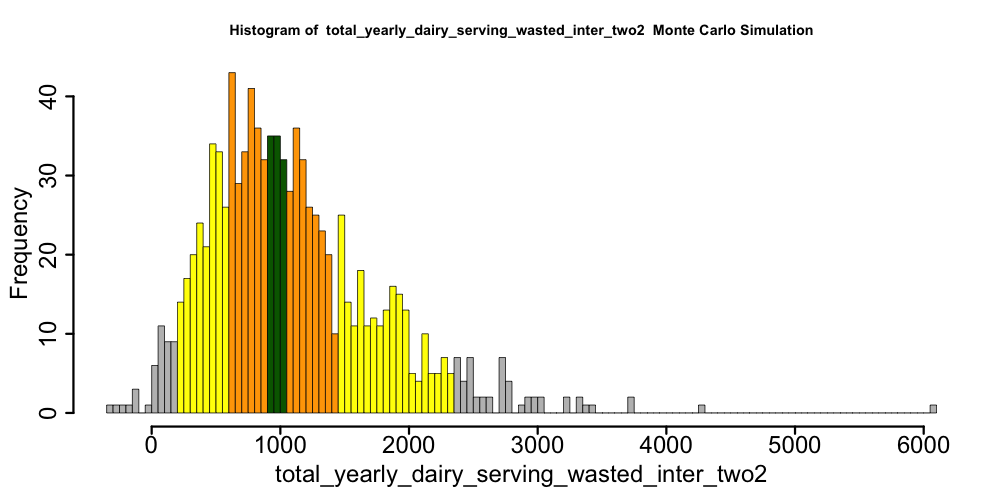 Histogram of  total_yearly_dairy_serving_wasted_inter_two2  Monte Carlo Simulation
40
30
20
10
0
Frequency
0 1000 2000 3000 4000 5000 6000
total_yearly_dairy_serving_wasted_inter_two2